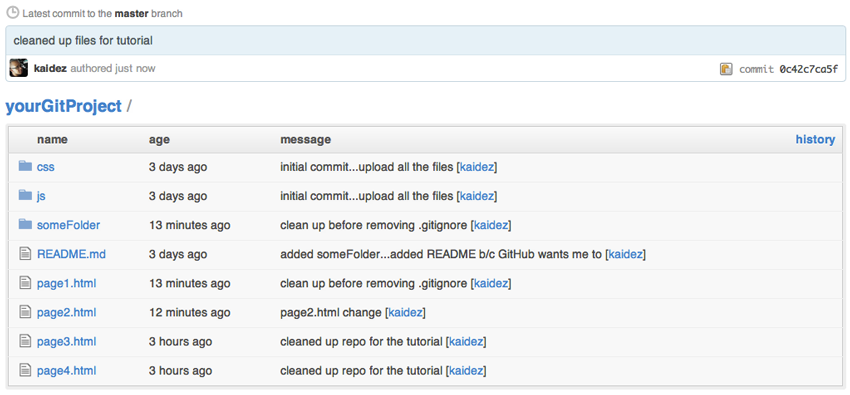 Latest commit to the master branch
cleaned up files for tutorial
kaidez authored just now commit 0c42c7ca5f
yourGitProject /
name age message history
css 3 days ago initial commit...upload all the files [kaidez]
js 3 days ago initial commit...upload all the files [kaidez]
someFolder 13 minutes ago clean up before removing .gitignore [kaidez]
README.md 3 days ago added someFolder...added README b/c GitHub wants me to [kaidez]
page1.html 13 minutes ago clean up before removing .gitignore [kaidez]
page2.html 12 minutes ago page2.html change [kaidez]
page3.html 3 hours ago cleaned up repo for the tutorial [kaidez]
page4.html 3 hours ago cleaned up repo for the tutorial [kaidez]